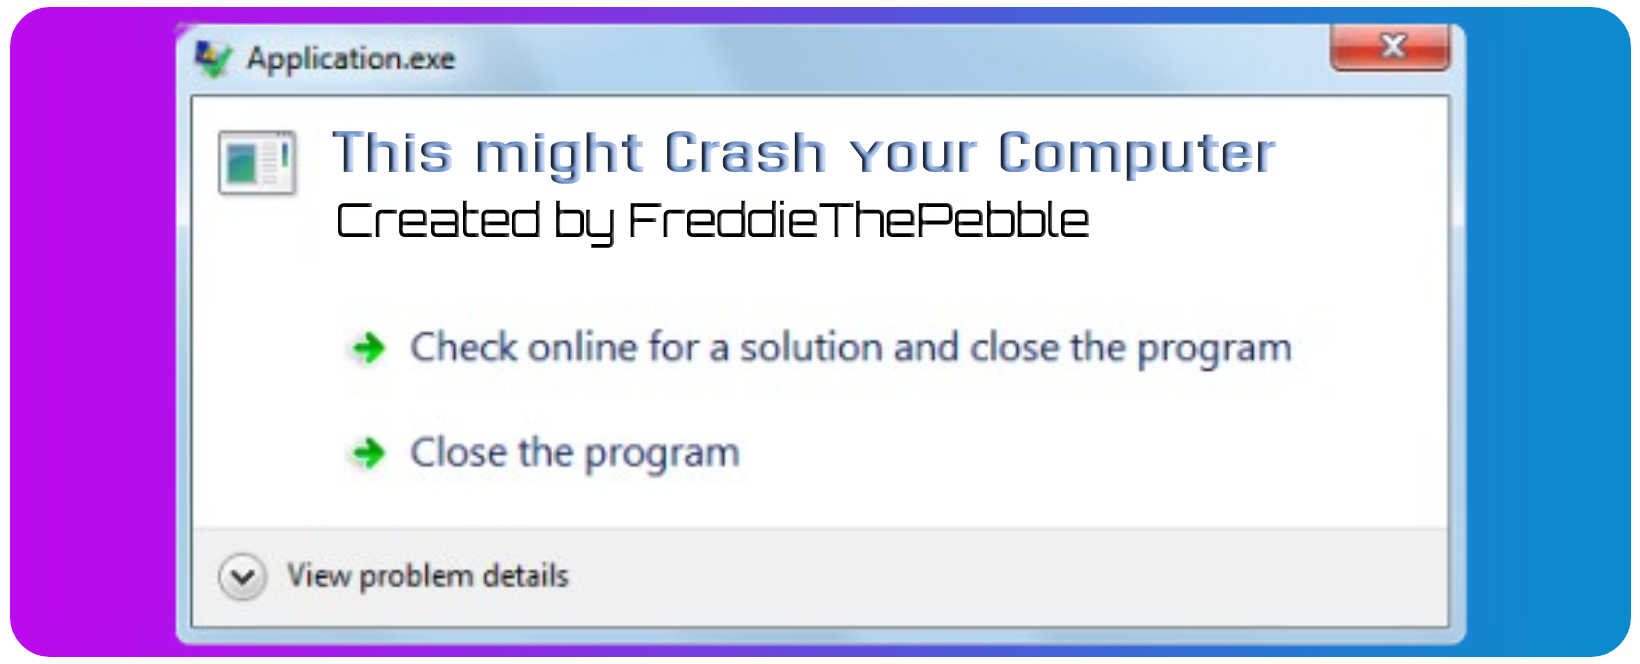 Application.exe
This might Crash your Computer
Created by FreddieThePebble
Check online for a solution and close the program
Close the program
View problem details